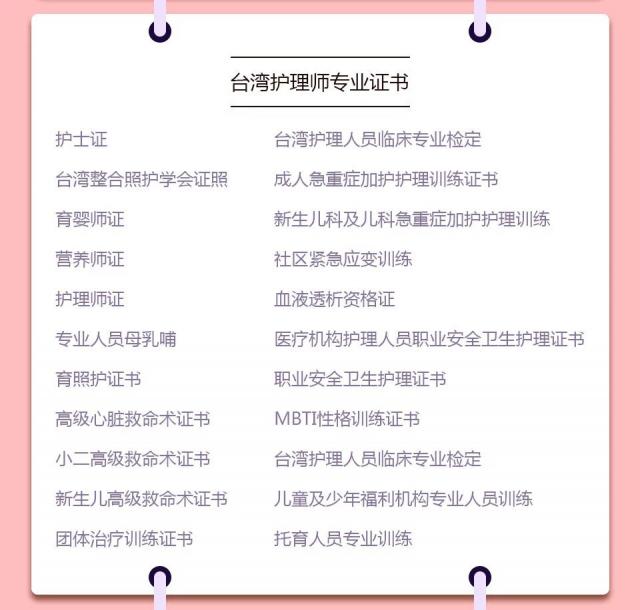 台湾护理师专业证书
护士证 台湾护理人员临床专业检定
台湾整合照护学会证照 成人急重症加护护理训练证书
育婴师证 新生儿科及儿科急重症加护护理训练
营养师证 社区紧急应变训练
护理师证 血液透析资格证
专业人员母乳哺 医疗机构护理人员职业安全卫生护理证书
育照护证书 职业安全卫生护理证书
高级心脏救命术证书 MBTI性格训练证书
小二高级救命术证书 台湾护理人员临床专业检定
新生儿高级救命术证书 儿童及少年福利机构专业人员训练
团体治疗训练证书 托育人员专业训练